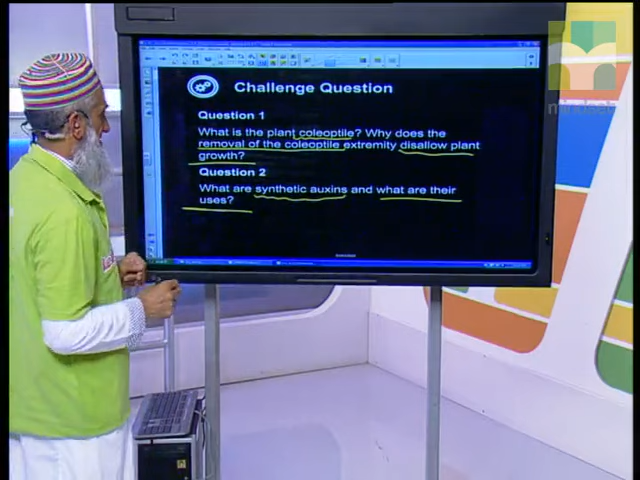 Challenge Question
Question 1
What is the plant coleoptile? Why does the
removal of the coleoptile extremity disallow plant
growth?
Question 2
What are synthetic auxins and what are their
uses?